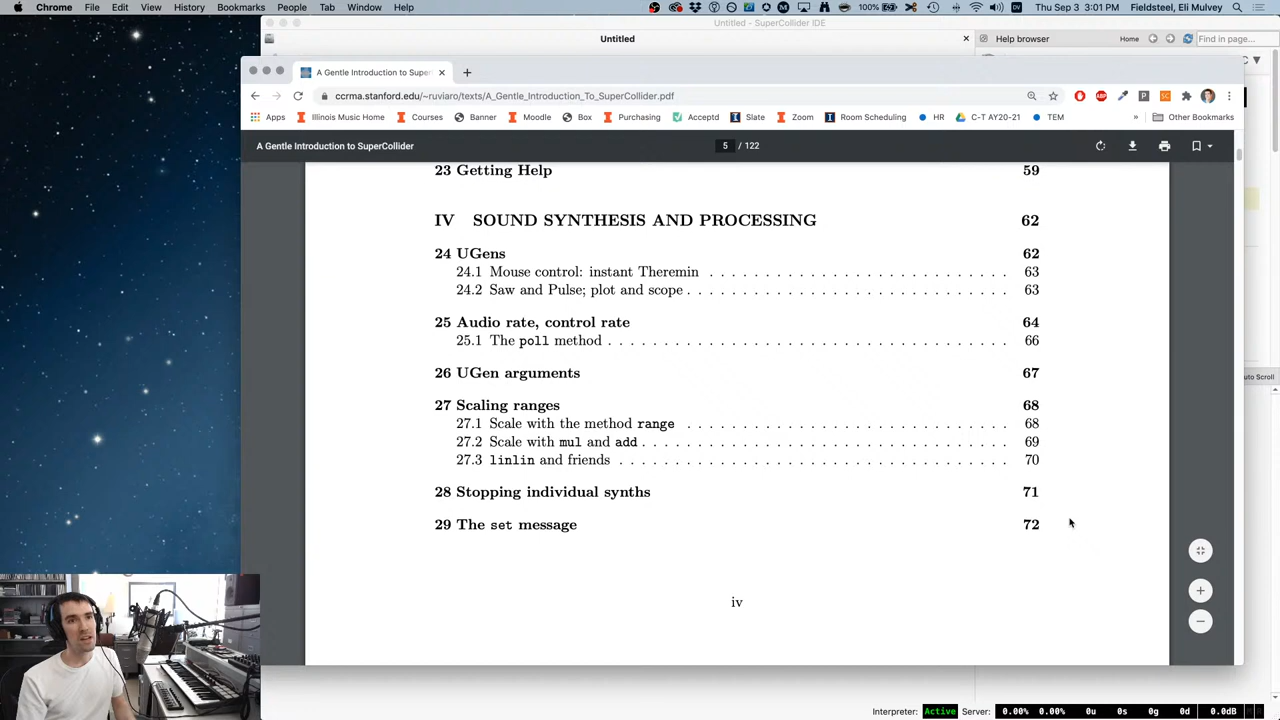 Chrome File Edit View History Bookmarks People Tab Window Help 100% Thu Sep 3 3:01 PM Fieldsteel, Eli Mulvey
Untitled - SuperCollider IDE
Untitled Help browser Home Find in page...
A Gentle Introduction to Super
ccrma.stanford.edu/~ruviaro/texts/A_Gentle_Introduction_To_SuperCollider.pdf
Apps Illinois Music Home Courses Banner Moodle Box Purchasing Acceptd Slate Zoom Room Scheduling HR C-T AY20-21 TEM » Other Bookmarks
A Gentle Introduction to SuperCollider 5 / 122
23 Getting Help 59
IV SOUND SYNTHESIS AND PROCESSING 62
24 UGens 62
24.1 Mouse control: instant Theremin . . . . . . . . . . . . . . . . . . . . . . . . . 63
24.2 Saw and Pulse; plot and scope . . . . . . . . . . . . . . . . . . . . . . . . . . 63
25 Audio rate, control rate 64
25.1 The poll method . . . . . . . . . . . . . . . . . . . . . . . . . . . . . . . . 66
26 UGen arguments 67
27 Scaling ranges 68
27.1 Scale with the method range . . . . . . . . . . . . . . . . . . . . . . . . . . 68
27.2 Scale with mul and add . . . . . . . . . . . . . . . . . . . . . . . . . . . . . 69
27.3 linlin and friends . . . . . . . . . . . . . . . . . . . . . . . . . . . . . . . 70
28 Stopping individual synths 71
29 The set message 72
iv
uto Scroll
Interpreter: Active Server: 0.00% 0.00% 0u 0s 0g 0d 0.0dB